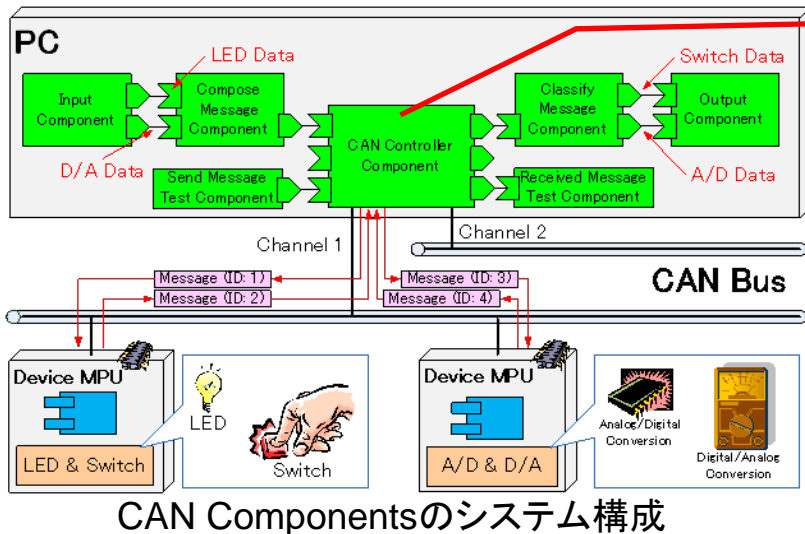 PC
LED Data
Switch Data
Input
Component
Compose
Message
Component
CAN Controller
Component
Classify
Message
Component
Output
Component
D/A Data
A/D Data
Send Message
Test Component
Received Message
Test Component
Channel 1
Channel 2
CAN Bus
Message (ID: 1)
Message (ID: 2)
Message (ID: 3)
Message (ID: 4)
Device MPU
LED & Switch
LED
Switch
Device MPU
A/D & D/A
Analog/Digital
Conversion
Digital/Analog
Conversion
CAN Componentsのシステム構成